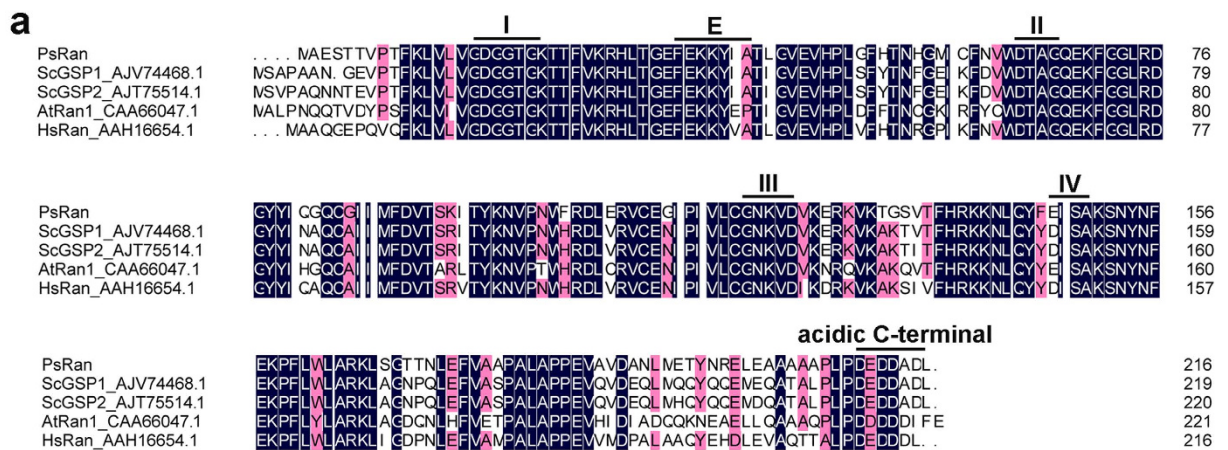 a
I E II
PsRan ....MAESTTVPTFKLVLVGDGGTGKTTFVKRHLTGEFEKKYIATLGVEVHPLGFHTNHGMICFNVWDTAGQEKFGGLRD 76
ScGSP1_AJV74468.1 MSAPAAN.GEVPTFKLVLVGDGGTGKTTFVKRHLTGEFEKKYIATIGVEVHPLSFYTNFGEIKFDVWDTAGQEKFGGLRD 79
ScGSP2_AJT75514.1 MSVPAQNNTEVPTFKLVLVGDGGTGKTTFVKRHLTGEFEKKYIATIGVEVHPLSFYTNFGEIKFDVWDTAGQEKFGGLRD 80
AtRan1_CAA66047.1 MALPNQQTVDYPSFKLVIVGDGGTGKTTFVKRHLTGEFEKKYEPTIGVEVHPLDFFTNCGKIRFYCWDTAGQEKFGGLRD 80
HsRan_AAH16654.1 ...MAAQGEPQVQFKLVLVGDGGTGKTTFVKRHLTGEFEKKYVATLGVEVHPLVFHTNRGPIKFNVWDTAGQEKFGGLRD 77
III IV
PsRan GYYIQGQCGIIMFDVTSKITYKNVPNWFRDLERVCEGIPIVLCGNKVDVKERKVKTGSVTFHRKKNLQYFEISAKSNYNF 156
ScGSP1_AJV74468.1 GYYINAQCAIIMFDVTSRITYKNVPNWHRDLVRVCENIPIVLCGNKVDVKERKVKAKTVTFHRKKNLQYYDISAKSNYNF 159
ScGSP2_AJT75514.1 GYYINAQCAIIMFDVTSRITYKNVPNWHRDLVRVCENIPIVLCGNKVDVKERKVKAKTITFHRKKNLQYYDISAKSNYNF 160
AtRan1_CAA66047.1 GYYIHGQCAIIMFDVTARLTYKNVPTWHRDLCRVCENIPIVLCGNKVDVKNRQVKAKQVTFHRKKNLQYYEISAKSNYNF 160
HsRan_AAH16654.1 GYYIQAQCAIIMFDVTSRVTYKNVPNWHRDLVRVCENIPIVLCGNKVDIKDRKVKAKSIVFHRKKNLQYYDISAKSNYNF 157
acidic C-terminal
PsRan EKPFLWLARKLSGTTNLEFVAAPALAPPEVAVDANLMETYNRELEAAAAAPLPDEDDADL. 216
ScGSP1_AJV74468.1 EKPFLWLARKLAGNPQLEFVASPALAPPEVQVDEQLMQQYQQEMEQATALPLPDEDDADL. 219
ScGSP2_AJT75514.1 EKPFLWLARKLAGNPQLEFVASPALAPPEVQVDEQLMHQYQQEMDQATALPLPDEDDADL. 220
AtRan1_CAA66047.1 EKPFLYLARKLAGDQNLHFVETPALAPPEVHIDIADQQKNEAELLQAAAQPLPDEDDDIFE 221
HsRan_AAH16654.1 EKPFLWLARKLIGDPNLEFVAMPALAPPEVVMDPALAAQYEHDLEVAQTTALPDEDDDL.. 216